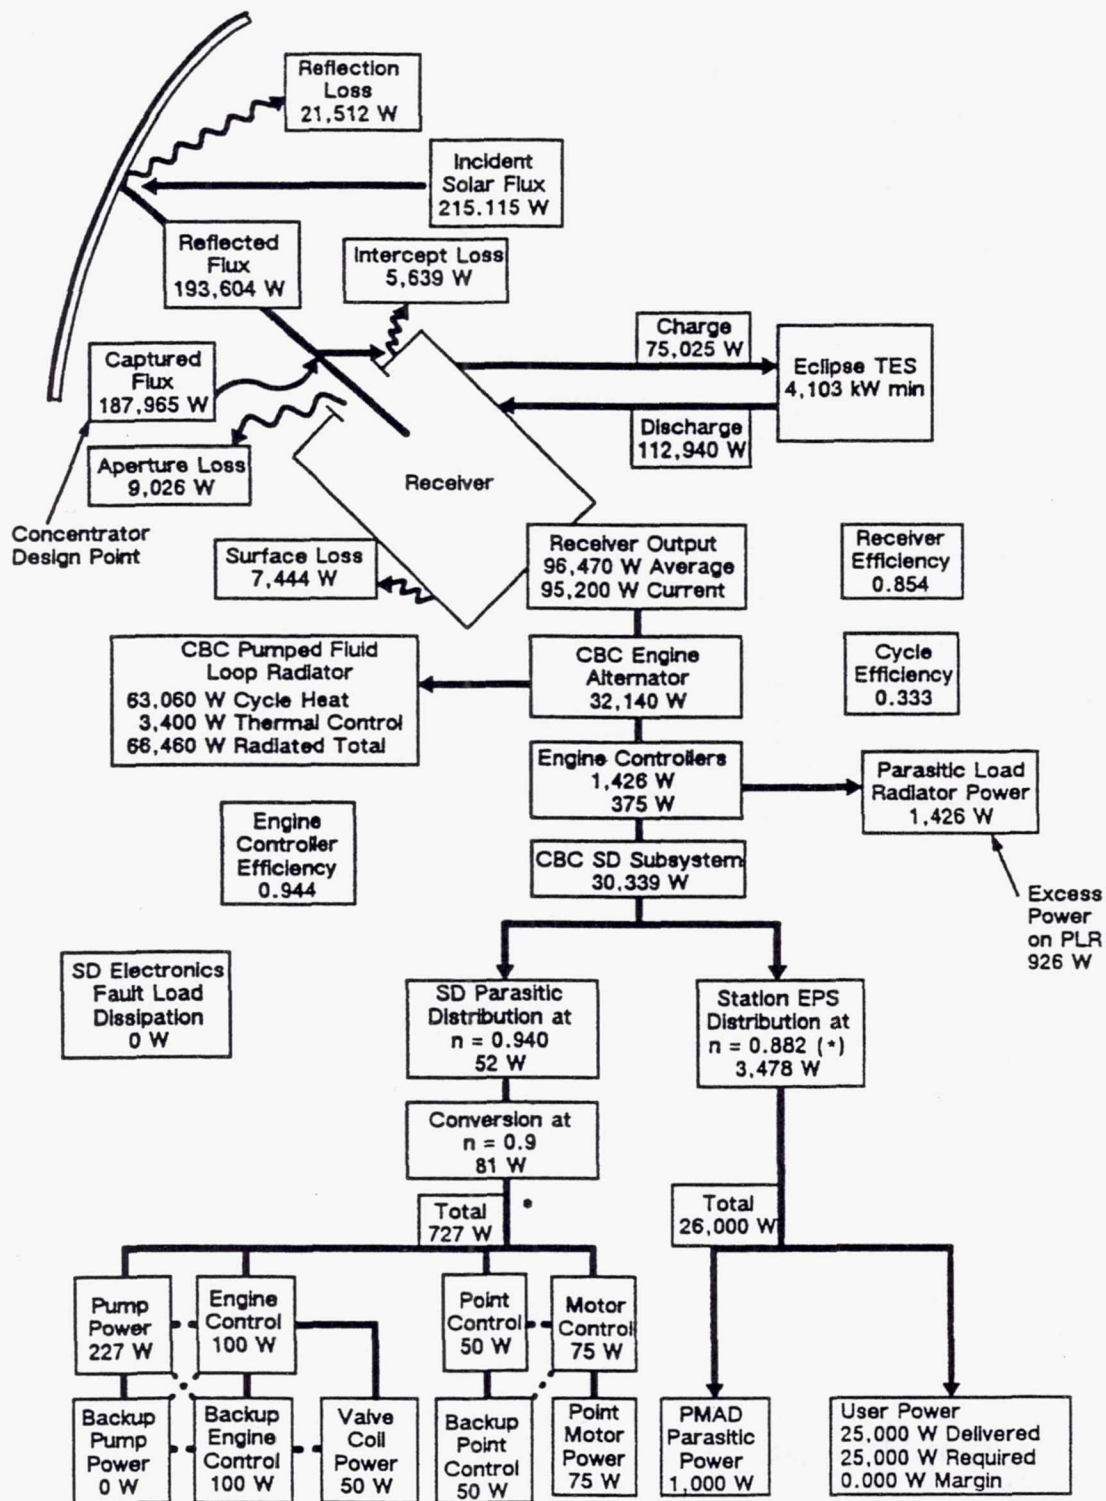 Reflection
Loss
21,512 W
Incident
Solar Flux
215.115 W
Reflected
Flux
193,604 W
Intercept Loss
5,639 W
Charge
75,025 W
Eclipse TES
4,103 kW min
Captured
Flux
187,965 W
Discharge
112,940 W
Aperture Loss
9,026 W
Receiver
Concentrator
Design Point
Surface Loss
7,444 W
Receiver Output
96,470 W Average
95,200 W Current
Receiver
Efficiency
0.854
CBC Pumped Fluid
Loop Radiator
63,060 W Cycle Heat
3,400 W Thermal Control
66,460 W Radiated Total
CBC Engine
Alternator
32,140 W
Cycle
Efficiency
0.333
Engine Controllers
1,426 W
375 W
Parasitic Load
Radiator Power
1,426 W
Engine
Controller
Efficiency
0.944
CBC SD Subsystem
30,339 W
Excess
Power
on PLR
926 W
SD Electronics
Fault Load
Dissipation
0 W
SD Parasitic
Distribution at
n = 0.940
52 W
Station EPS
Distribution at
n = 0.882 (*)
3,478 W
Conversion at
n = 0.9
81 W
Total
727 W
Total
26,000 W
Pump
Power
227 W
Engine
Control
100 W
Point
Control
50 W
Motor
Control
75 W
Backup
Pump
Power
0 W
Backup
Engine
Control
100 W
Valve
Coil
Power
50 W
Backup
Point
Control
50 W
Point
Motor
Power
75 W
PMAD
Parasitic
Power
1,000 W
User Power
25,000 W Delivered
25,000 W Required
0.000 W Margin